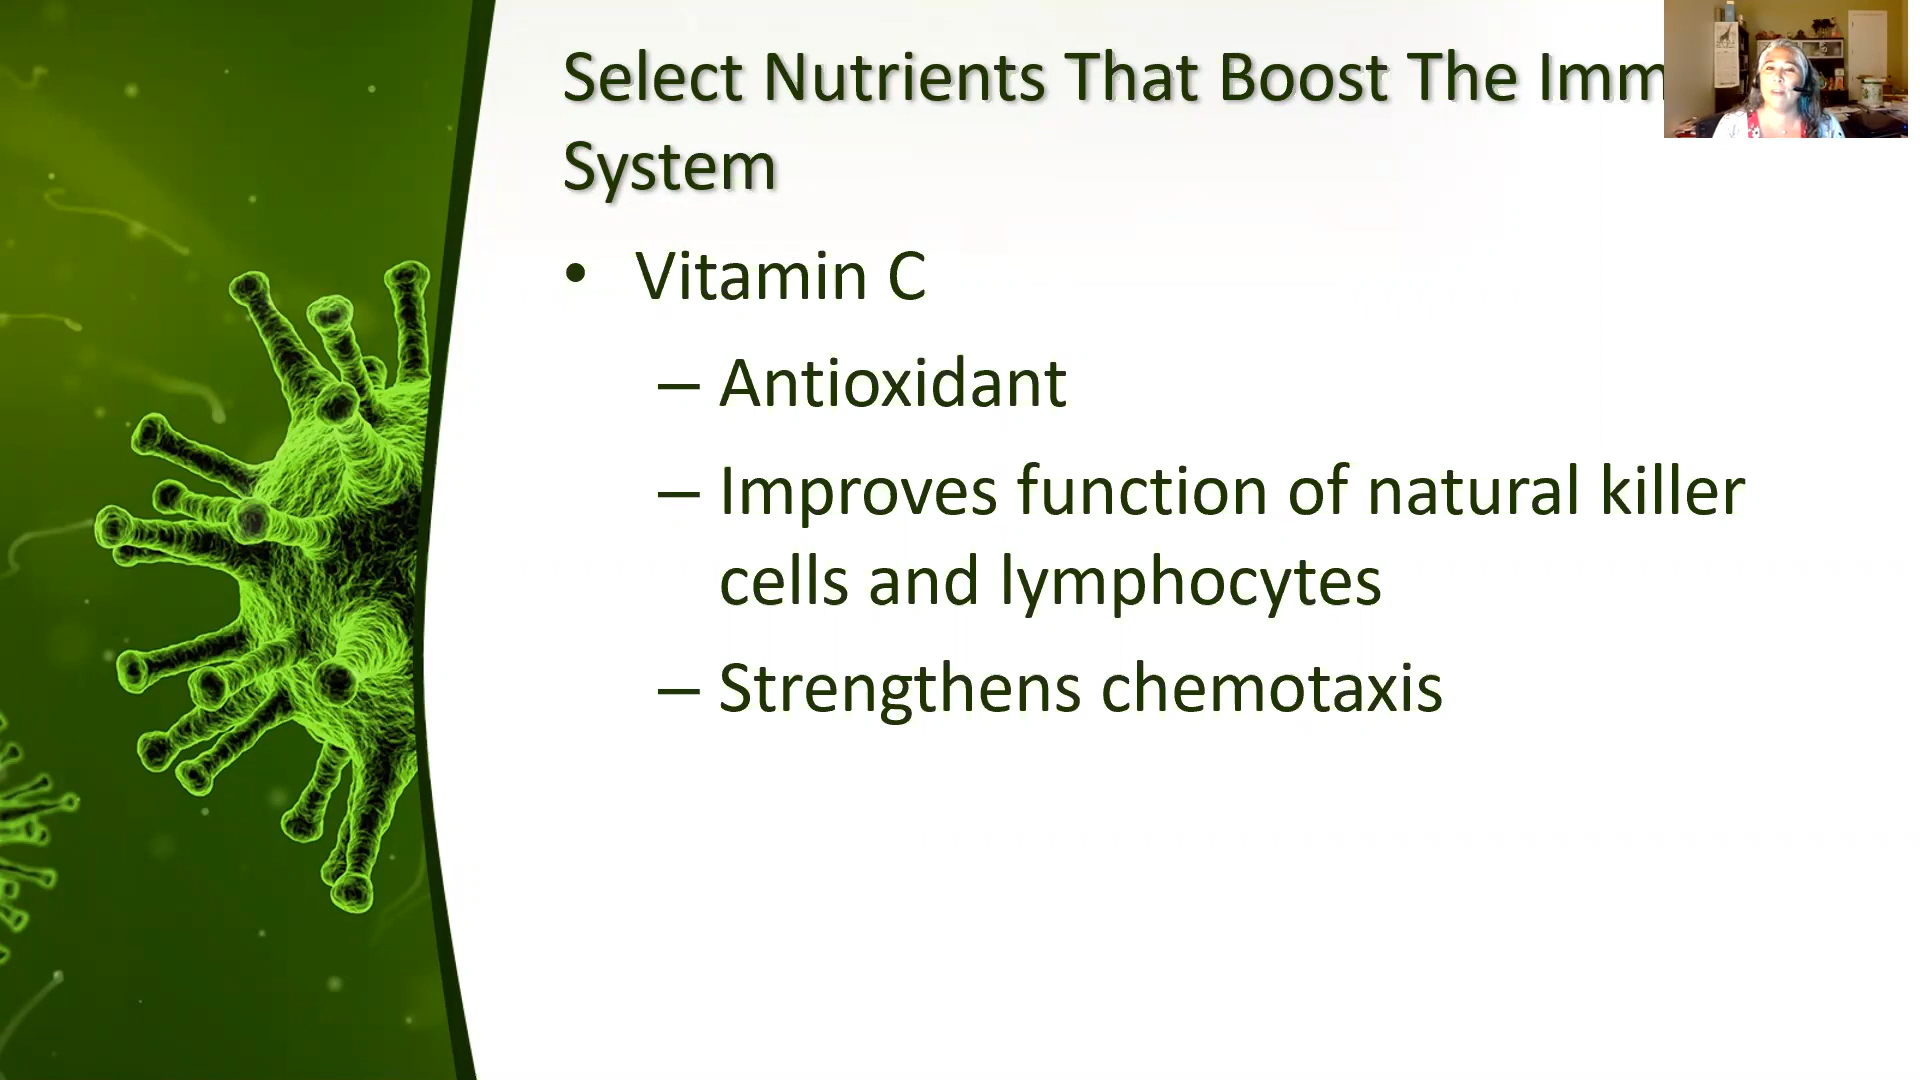 Select Nutrients That Boost The Imm
System
• Vitamin C
– Antioxidant
– Improves function of natural killer
cells and lymphocytes
– Strengthens chemotaxis